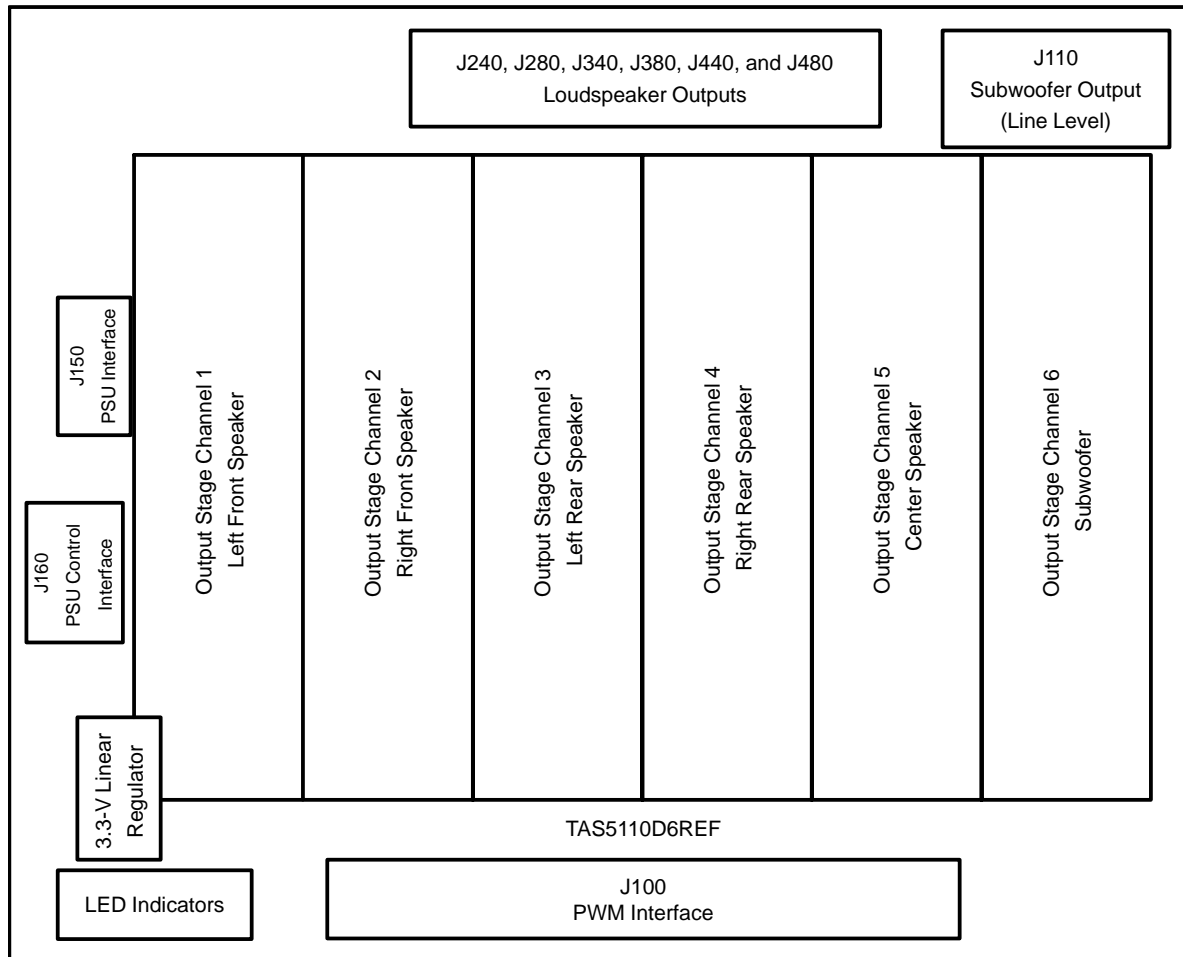 J240, J280, J340, J380, J440, and J480
Loudspeaker Outputs
J110
Subwoofer Output
(Line Level)
J150
PSU Interface
J160
PSU Control
Interface
3.3-V Linear
Regulator
Output Stage Channel 1
Left Front Speaker
Output Stage Channel 2
Right Front Speaker
Output Stage Channel 3
Left Rear Speaker
Output Stage Channel 4
Right Rear Speaker
Output Stage Channel 5
Center Speaker
Output Stage Channel 6
Subwoofer
TAS5110D6REF
LED Indicators
J100
PWM Interface